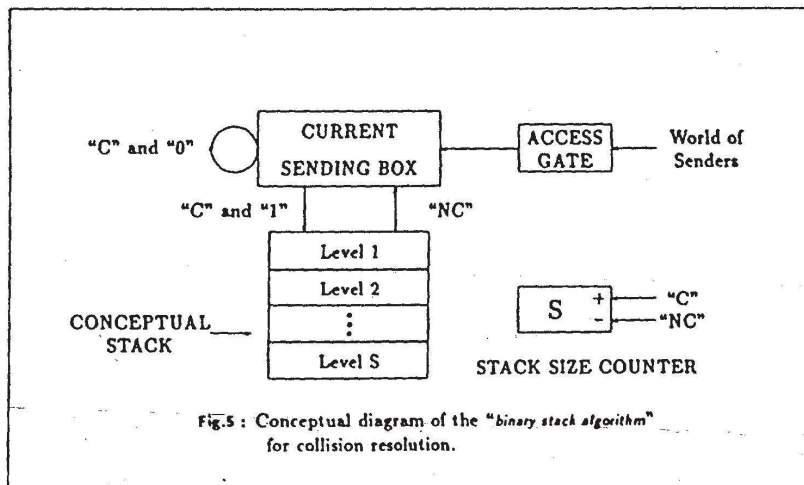 CURRENT
SENDING BOX
"C" and "0"
ACCESS
GATE
World of
Senders
"C" and "1"
"NC"
Level 1
Level 2
⋮
Level S
CONCEPTUAL
STACK
S
+
−
"C"
"NC"
STACK SIZE COUNTER
Fig.5 : Conceptual diagram of the "binary stack algorithm"
for collision resolution.